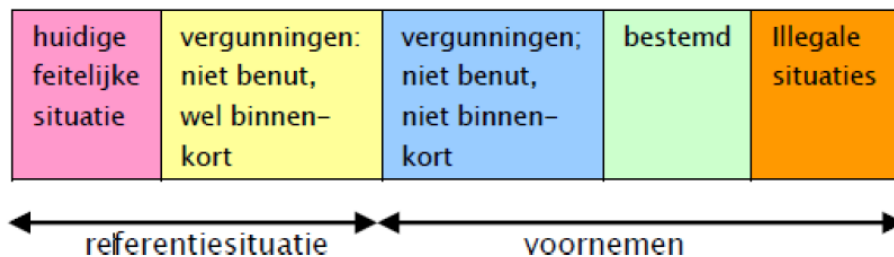 huidige
feitelijke
situatie
vergunningen:
niet benut,
wel binnen-
kort
vergunningen;
niet benut,
niet binnen-
kort
bestemd
Illegale
situaties
referentiesituatie
voornemen